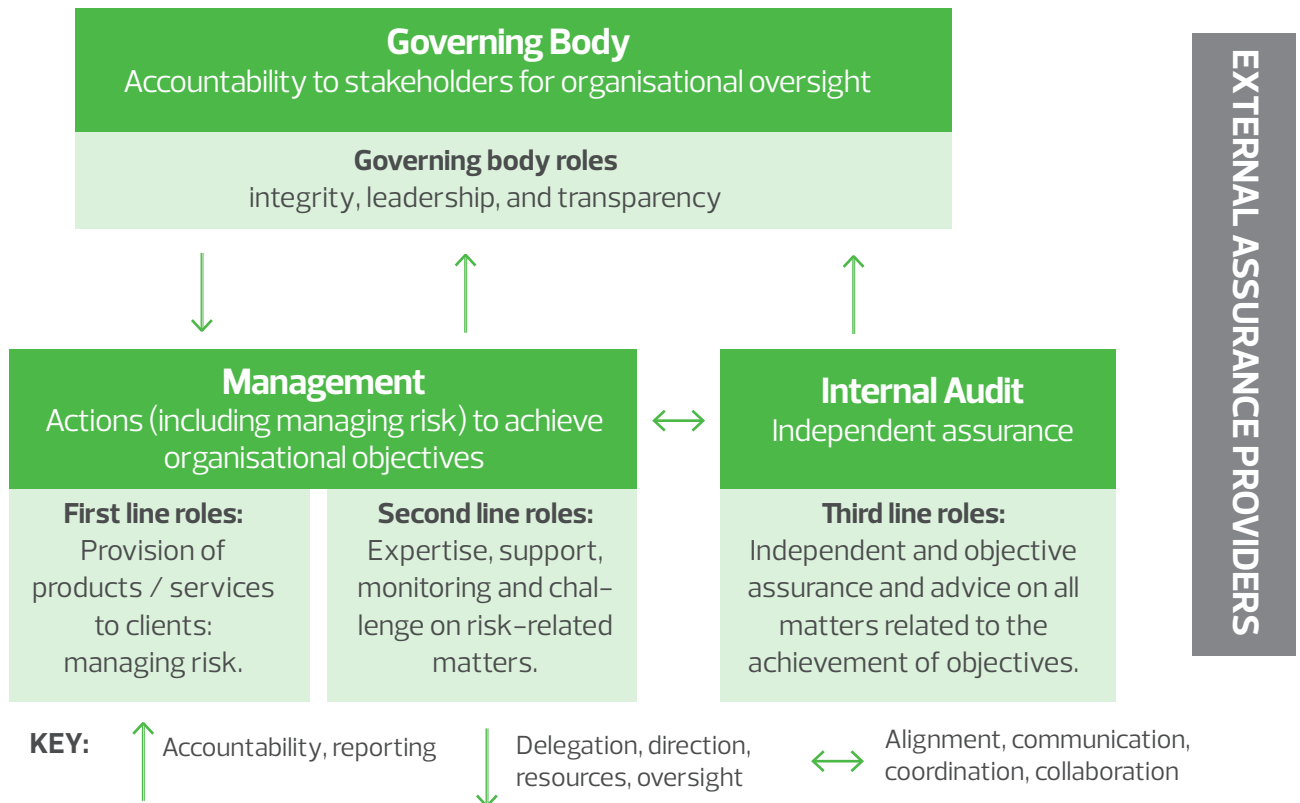 Governing Body
Accountability to stakeholders for organisational oversight
Governing body roles
integrity, leadership, and transparency
Management
Actions (including managing risk) to achieve
organisational objectives
First line roles:
Provision of
products / services
to clients:
managing risk.
Second line roles:
Expertise, support,
monitoring and chal-
lenge on risk-related
matters.
Internal Audit
Independent assurance
Third line roles:
Independent and objective
assurance and advice on all
matters related to the
achievement of objectives.
EXTERNAL ASSURANCE PROVIDERS
KEY:
Accountability, reporting
Delegation, direction,
resources, oversight
Alignment, communication,
coordination, collaboration